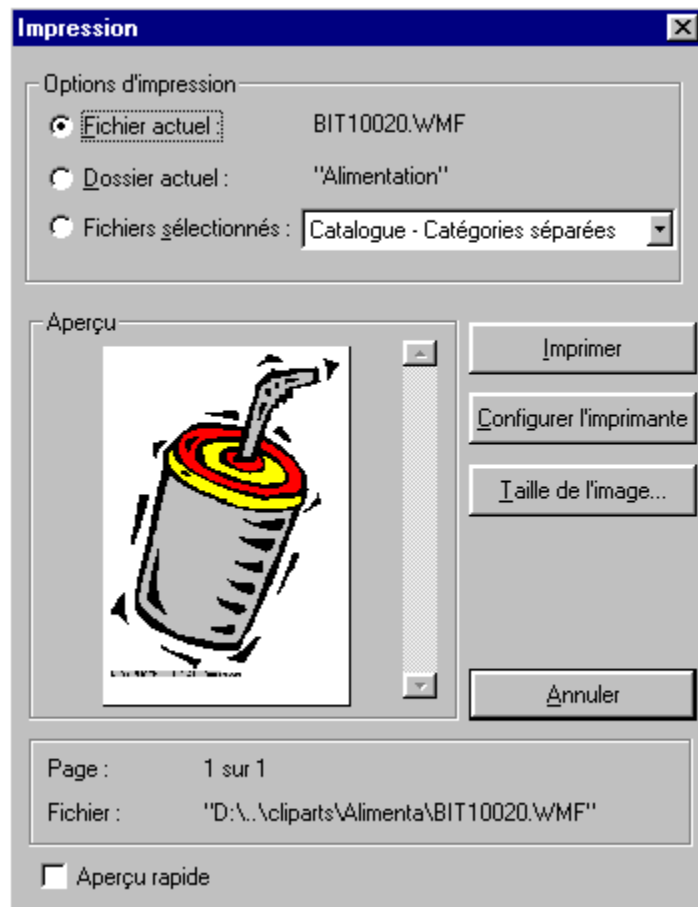 Impression
Options d'impression
Fichier actuel : BIT10020.WMF
Dossier actuel : "Alimentation"
Fichiers sélectionnés : Catalogue - Catégories séparées
Aperçu
Imprimer
Configurer l'imprimante
Taille de l'image...
Annuler
Page : 1 sur 1
Fichier : "D:\..\cliparts\Alimenta\BIT10020.WMF"
Aperçu rapide